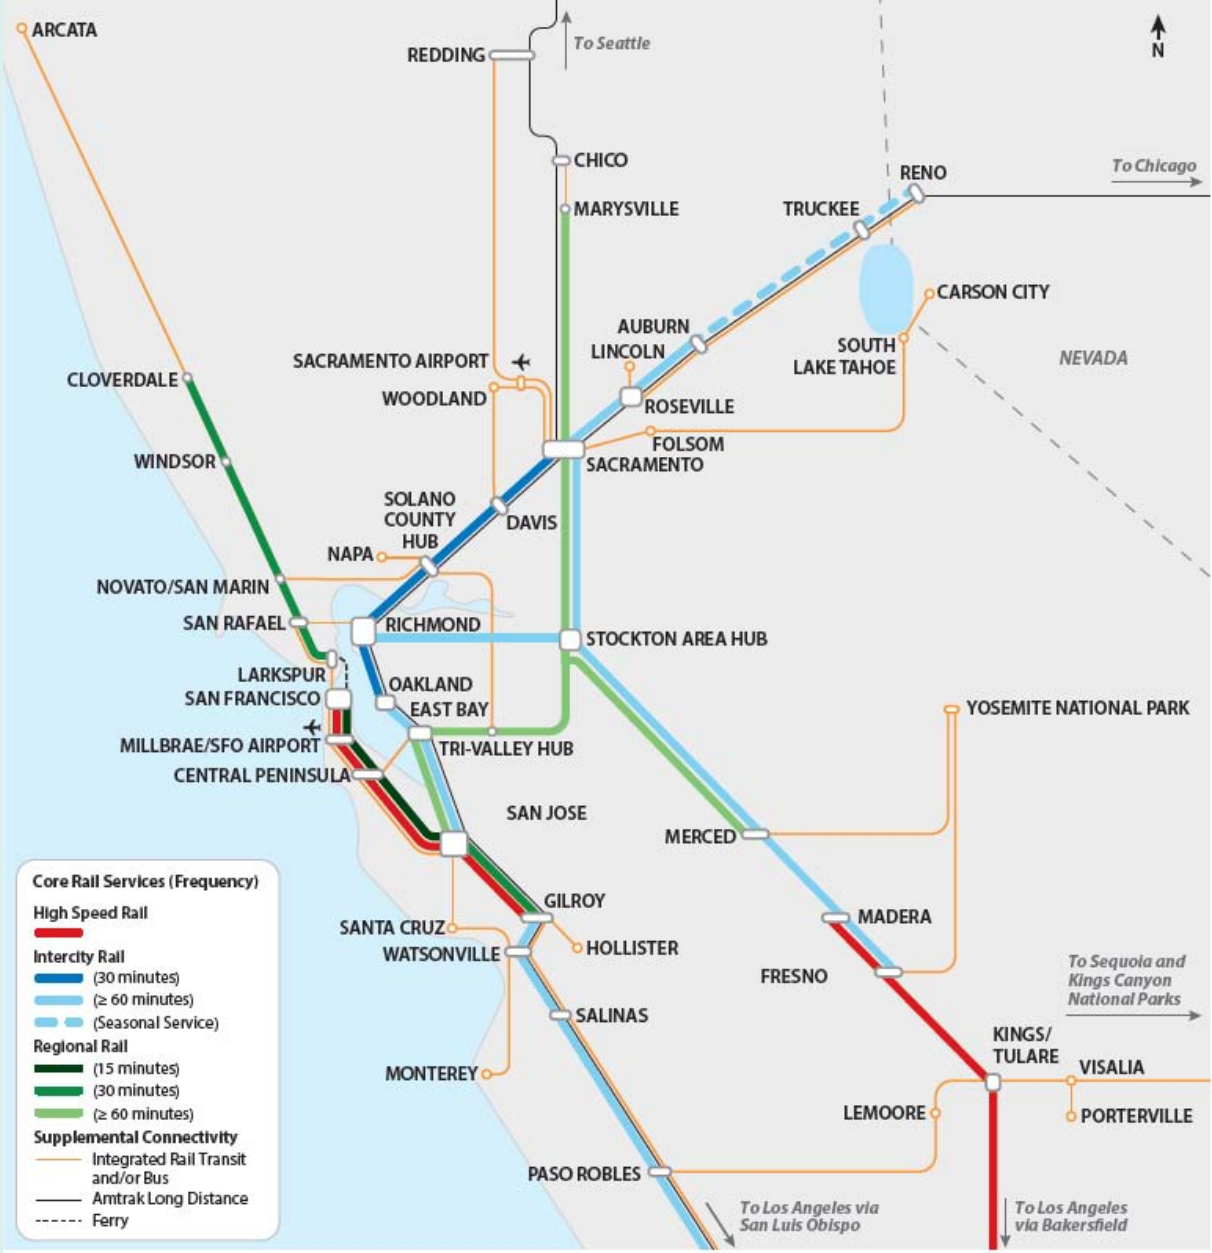 ARCATA
REDDING
To Seattle
N
CHICO
To Chicago
RENO
MARYSVILLE
TRUCKEE
CARSON CITY
AUBURN
LINCOLN
SOUTH
LAKE TAHOE
NEVADA
SACRAMENTO AIRPORT
CLOVERDALE
WOODLAND
ROSEVILLE
FOLSOM
SACRAMENTO
WINDSOR
SOLANO
COUNTY
HUB
DAVIS
NAPA
NOVATO/SAN MARIN
SAN RAFAEL
RICHMOND
STOCKTON AREA HUB
LARKSPUR
OAKLAND
SAN FRANCISCO
EAST BAY
YOSEMITE NATIONAL PARK
MILLBRAE/SFO AIRPORT
TRI-VALLEY HUB
CENTRAL PENINSULA
SAN JOSE
MERCED
GILROY
MADERA
SANTA CRUZ
HOLLISTER
WATSONVILLE
FRESNO
To Sequoia and
Kings Canyon
National Parks
SALINAS
KINGS/
TULARE
VISALIA
MONTEREY
LEMOORE
PORTERVILLE
PASO ROBLES
To Los Angeles via
San Luis Obispo
To Los Angeles
via Bakersfield
Core Rail Services (Frequency)
High Speed Rail
Intercity Rail
(30 minutes)
(≥ 60 minutes)
(Seasonal Service)
Regional Rail
(15 minutes)
(30 minutes)
(≥ 60 minutes)
Supplemental Connectivity
Integrated Rail Transit
and/or Bus
Amtrak Long Distance
Ferry